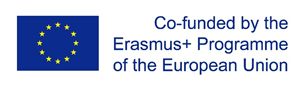 Co-funded by the
Erasmus+ Programme
of the European Union